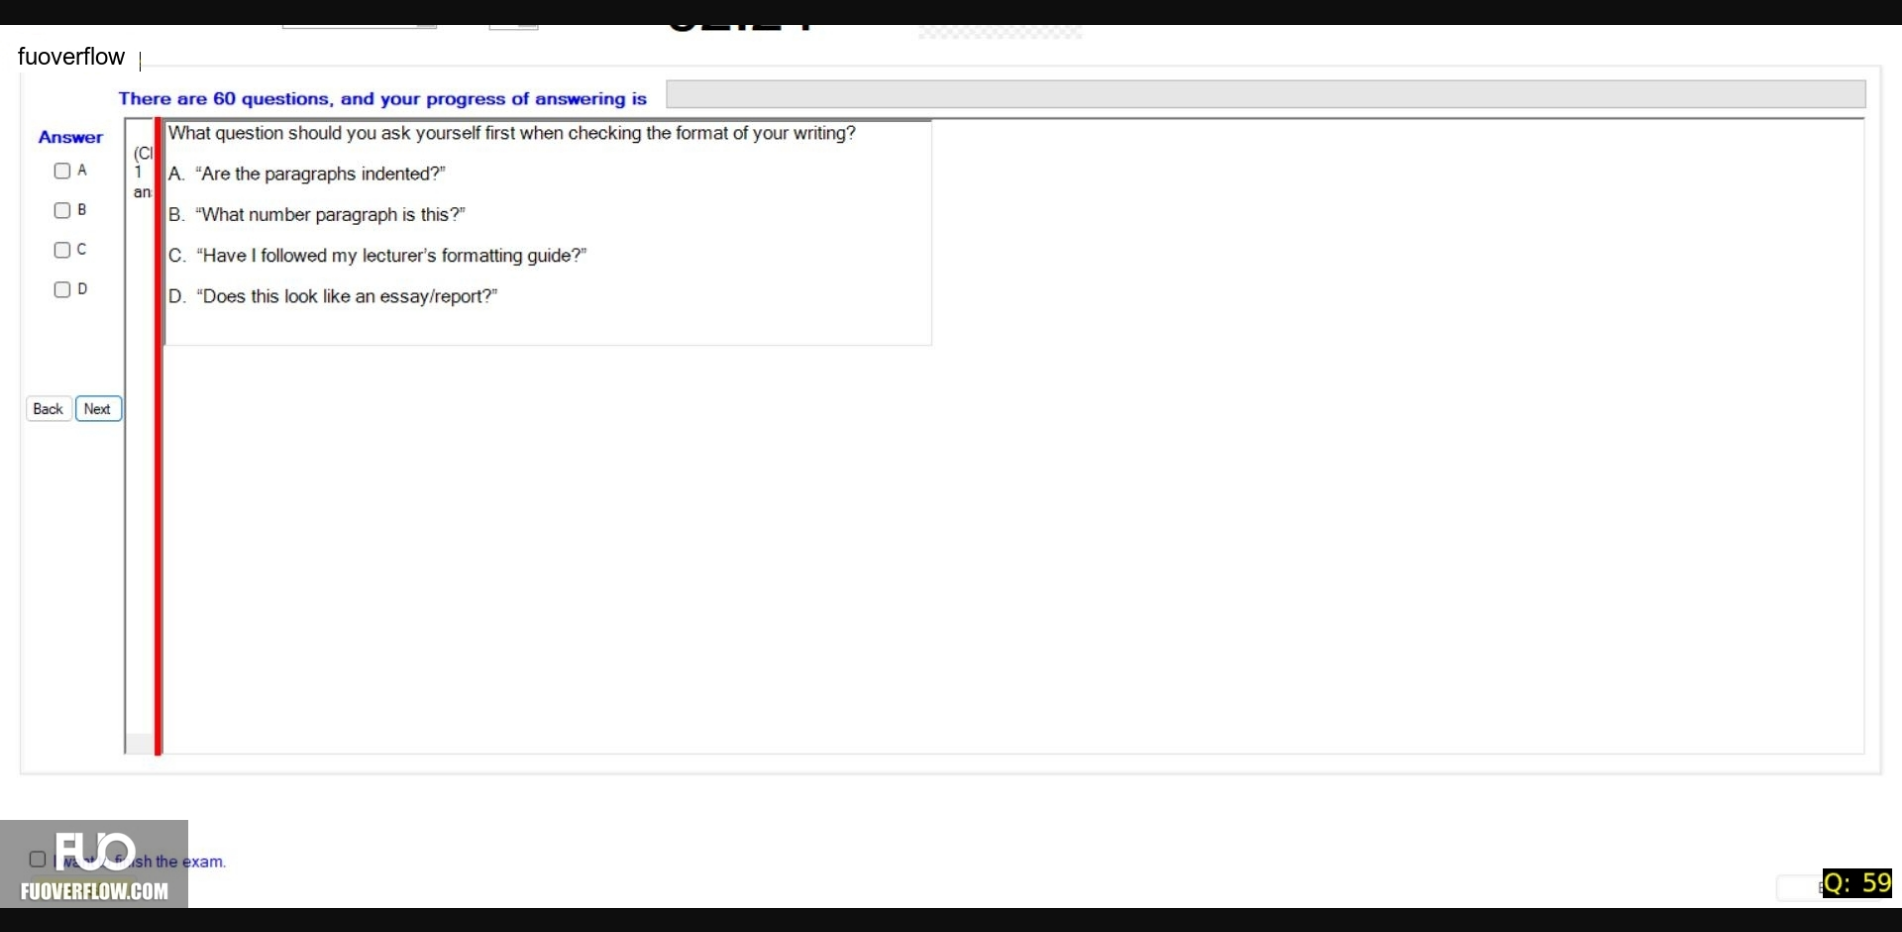 fuoverflow
There are 60 questions, and your progress of answering is
Answer
A
B
C
D
Back Next
(Cl
1
an
What question should you ask yourself first when checking the format of your writing?
A. “Are the paragraphs indented?”
B. “What number paragraph is this?”
C. “Have I followed my lecturer’s formatting guide?”
D. “Does this look like an essay/report?”
FUO
the exam.
FUOVERFLOW.COM
Q: 59